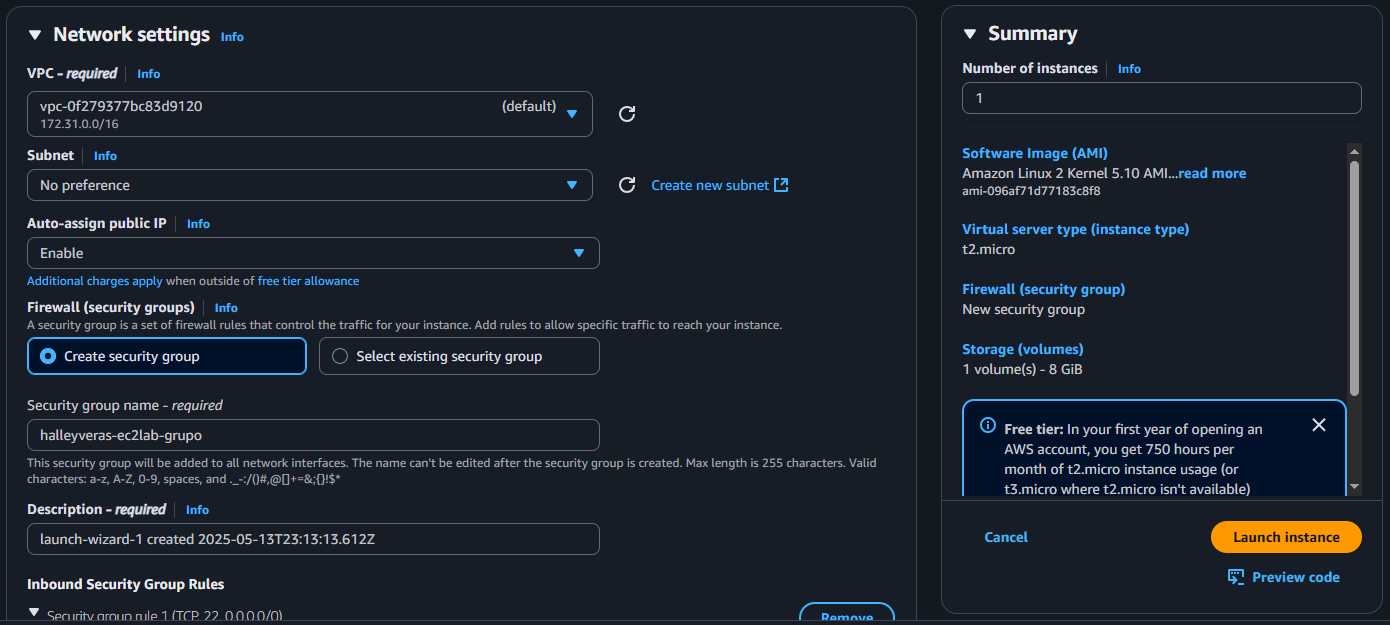 Network settings Info
VPC - required Info
vpc-0f279377bc83d9120 (default)
172.31.0.0/16
Subnet Info
No preference
Create new subnet
Auto-assign public IP Info
Enable
Additional charges apply when outside of free tier allowance
Firewall (security groups) Info
A security group is a set of firewall rules that control the traffic for your instance. Add rules to allow specific traffic to reach your instance.
Create security group
Select existing security group
Security group name - required
halleyveras-ec2lab-grupo
This security group will be added to all network interfaces. The name can't be edited after the security group is created. Max length is 255 characters. Valid
characters: a-z, A-Z, 0-9, spaces, and ._-:/()#,@[]+=&;{}!$*
Description - required Info
launch-wizard-1 created 2025-05-13T23:13:13.612Z
Inbound Security Group Rules
Security group rule 1 (TCP, 22, 0.0.0.0/0)
Remove
Summary
Number of instances Info
1
Software Image (AMI)
Amazon Linux 2 Kernel 5.10 AMI...read more
ami-096af71d77183c8f8
Virtual server type (instance type)
t2.micro
Firewall (security group)
New security group
Storage (volumes)
1 volume(s) - 8 GiB
Free tier: In your first year of opening an
AWS account, you get 750 hours per
month of t2.micro instance usage (or
t3.micro where t2.micro isn't available)
Cancel
Launch instance
Preview code